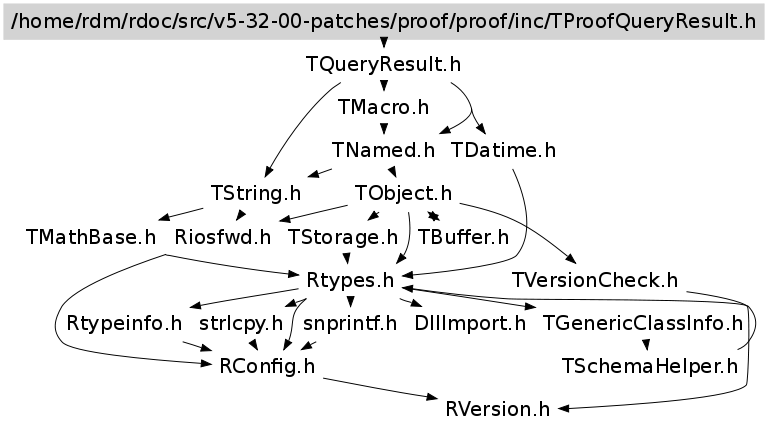 /home/rdm/rdoc/src/v5-32-00-patches/proof/proof/inc/TProofQueryResult.h
TQueryResult.h
TMacro.h
TNamed.h TDatime.h
TString.h TObject.h
TMathBase.h Riosfwd.h TStorage.h TBuffer.h
Rtypes.h TVersionCheck.h
Rtypeinfo.h strlcpy.h snprintf.h DllImport.h TGenericClassInfo.h
RConfig.h TSchemaHelper.h
RVersion.h